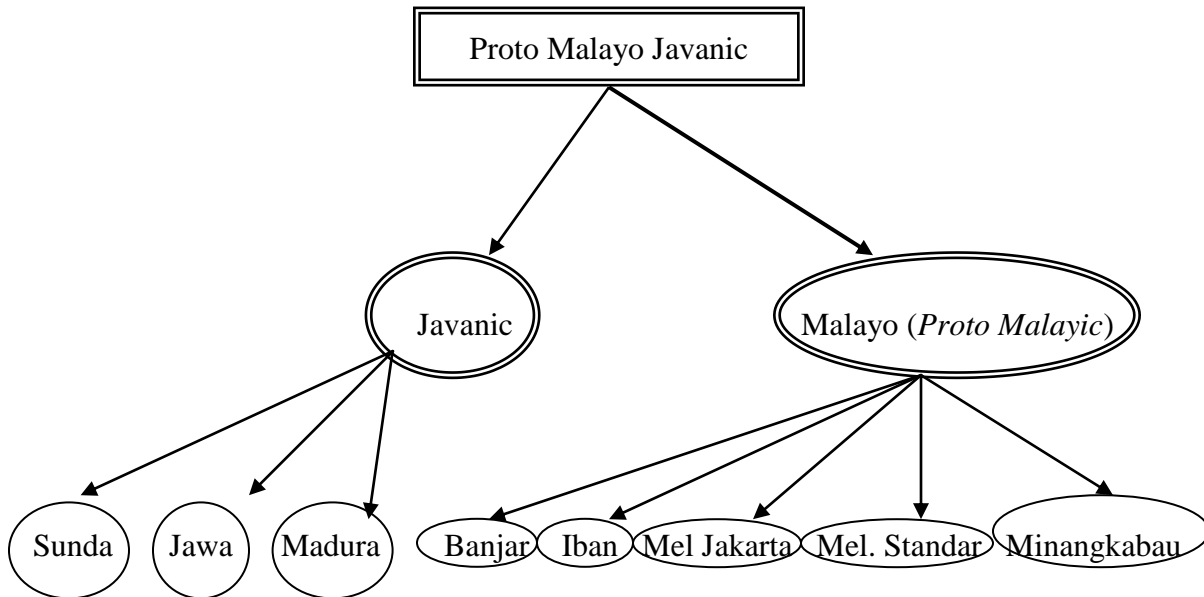 Proto Malayo Javanic
Javanic
Malayo (Proto Malayic)
Sunda
Jawa
Madura
Banjar
Iban
Mel Jakarta
Mel. Standar
Minangkabau